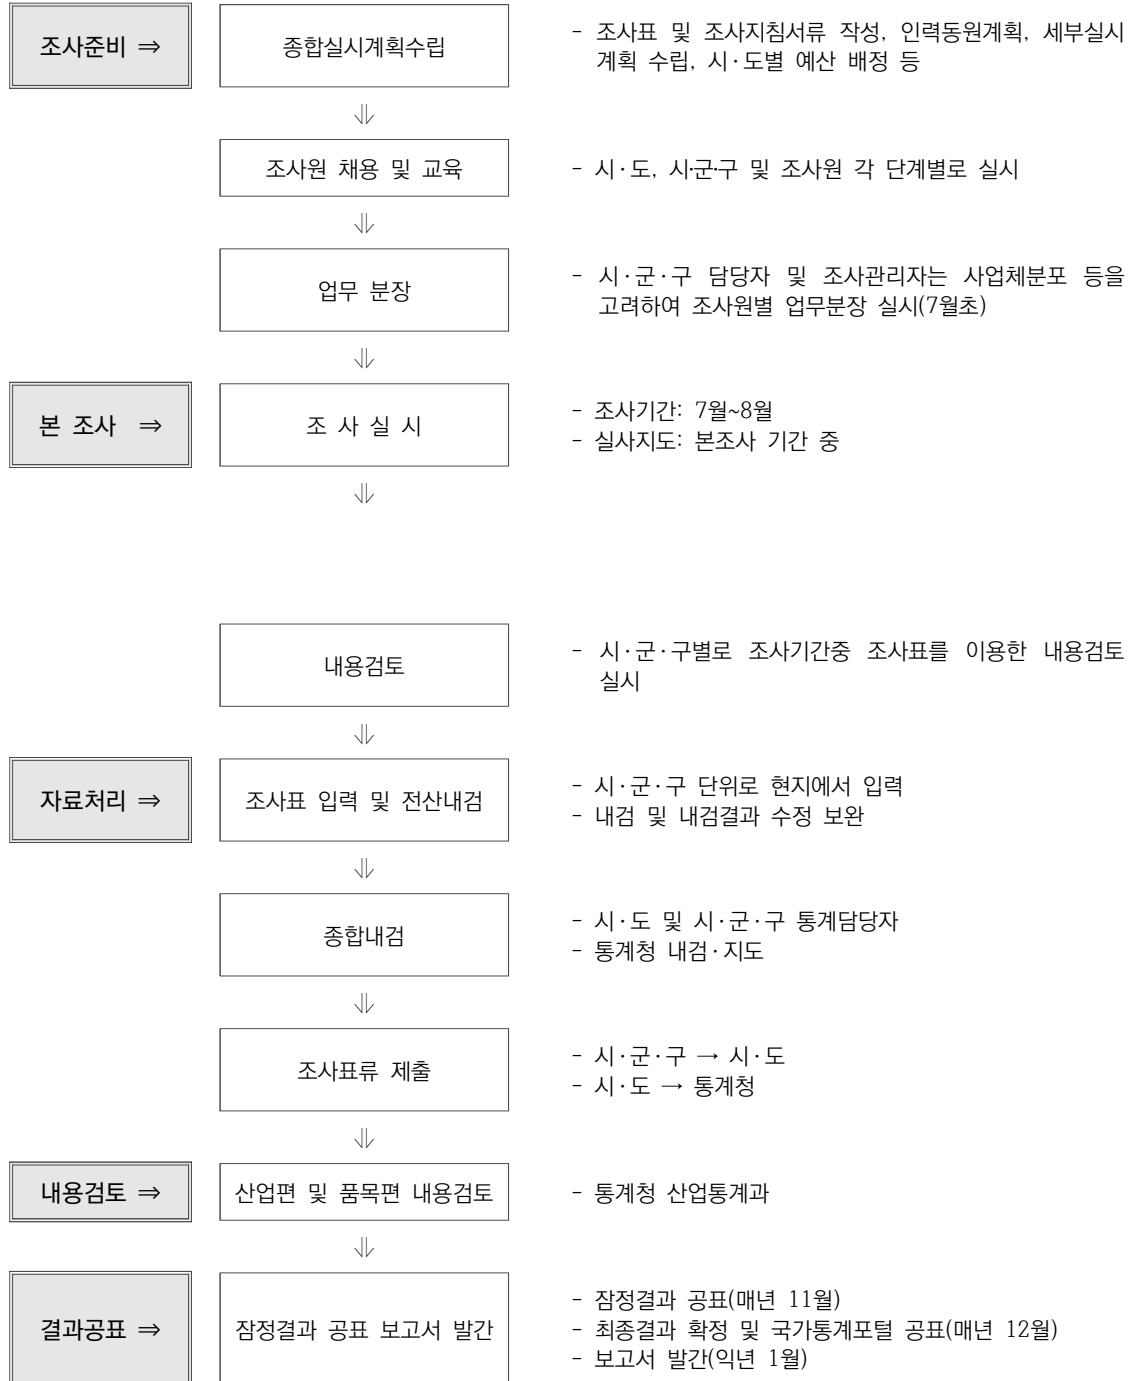 조사준비 ⇒
종합실시계획수립
- 조사표 및 조사지침서류 작성, 인력동원계획, 세부실시
계획 수립, 시·도별 예산 배정 등
⇓
조사원 채용 및 교육
- 시·도, 시·군·구 및 조사원 각 단계별로 실시
⇓
업무 분장
- 시·군·구 담당자 및 조사관리자는 사업체분포 등을
고려하여 조사원별 업무분장 실시(7월초)
⇓
본 조사 ⇒
조 사 실 시
- 조사기간: 7월~8월
- 실사지도: 본조사 기간 중
⇓
내용검토
- 시·군·구별로 조사기간중 조사표를 이용한 내용검토
실시
⇓
자료처리 ⇒
조사표 입력 및 전산내검
- 시·군·구 단위로 현지에서 입력
- 내검 및 내검결과 수정 보완
⇓
종합내검
- 시·도 및 시·군·구 통계담당자
- 통계청 내검·지도
⇓
조사표류 제출
- 시·군·구 → 시·도
- 시·도 → 통계청
⇓
내용검토 ⇒
산업편 및 품목편 내용검토
- 통계청 산업통계과
⇓
결과공표 ⇒
잠정결과 공표 보고서 발간
- 잠정결과 공표(매년 11월)
- 최종결과 확정 및 국가통계포털 공표(매년 12월)
- 보고서 발간(익년 1월)